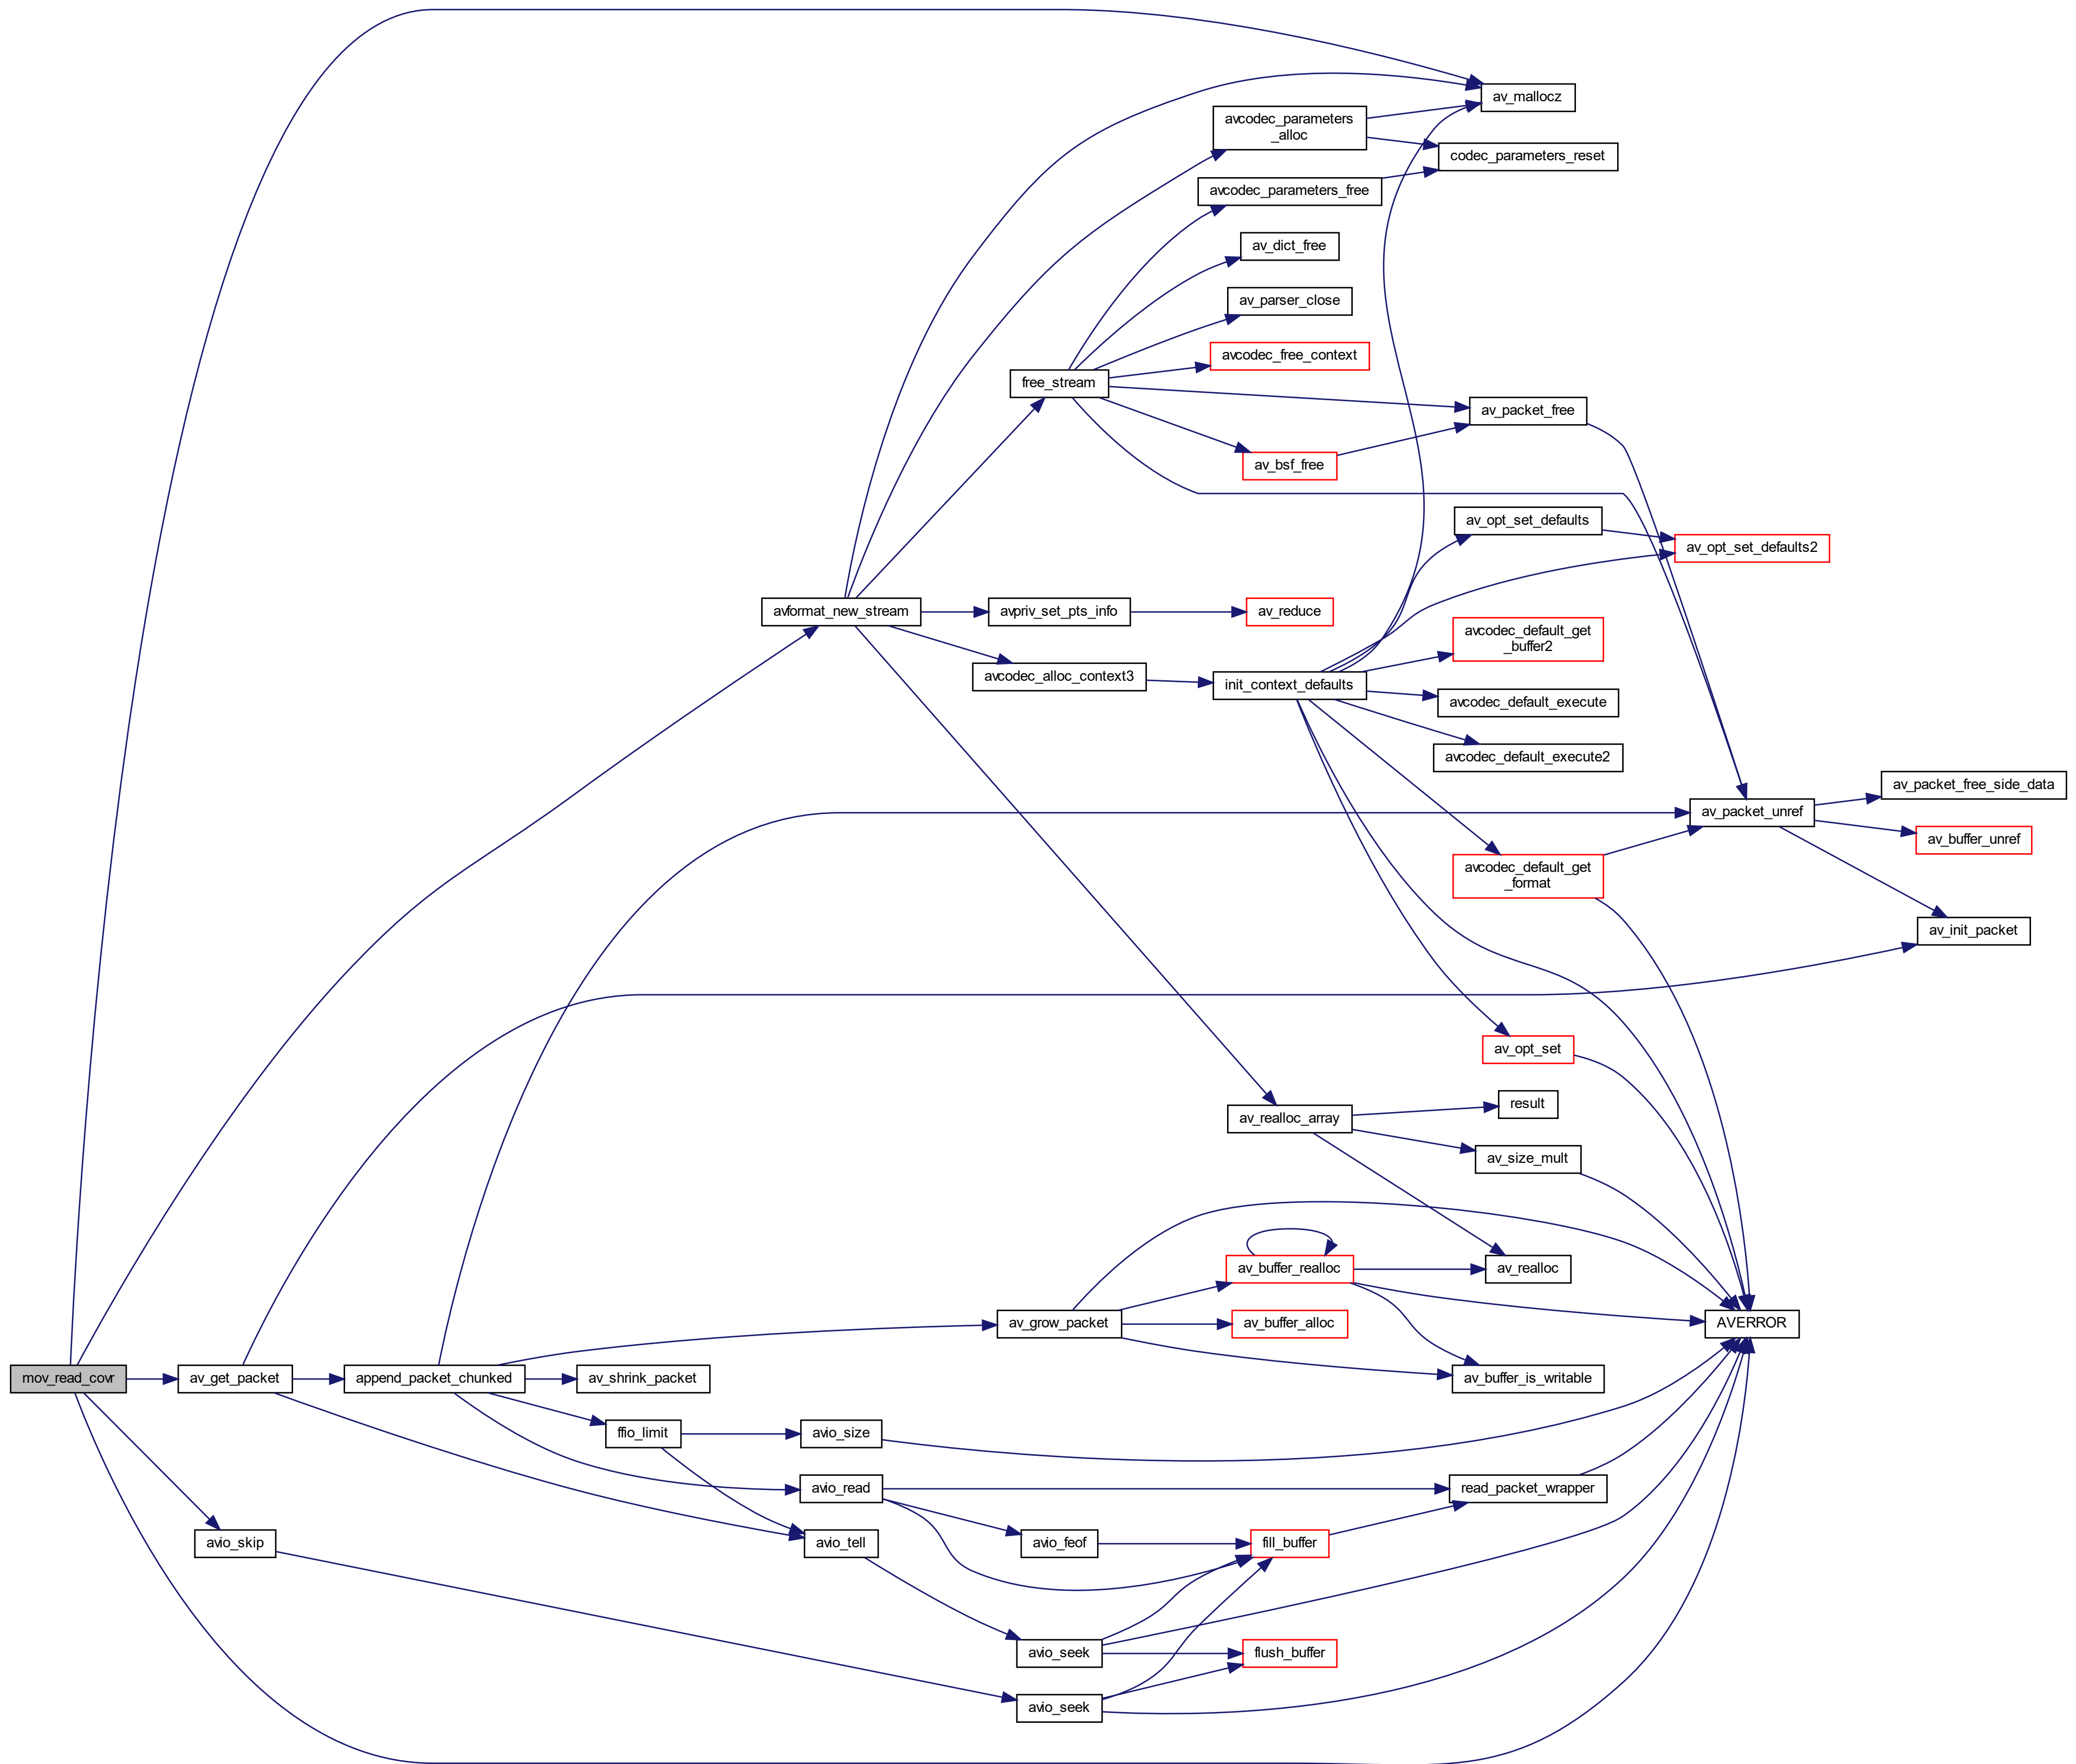 av_mallocz
avcodec_parameters
_alloc
codec_parameters_reset
avcodec_parameters_free
av_dict_free
av_parser_close
avcodec_free_context
free_stream
av_packet_free
av_bsf_free
av_opt_set_defaults
av_opt_set_defaults2
avformat_new_stream
avpriv_set_pts_info
av_reduce
avcodec_default_get
_buffer2
avcodec_alloc_context3
init_context_defaults
avcodec_default_execute
avcodec_default_execute2
av_packet_free_side_data
av_packet_unref
av_buffer_unref
avcodec_default_get
_format
av_init_packet
av_opt_set
result
av_realloc_array
av_size_mult
av_buffer_realloc
av_realloc
av_grow_packet
av_buffer_alloc
AVERROR
mov_read_covr
av_get_packet
append_packet_chunked
av_shrink_packet
av_buffer_is_writable
ffio_limit
avio_size
avio_read
read_packet_wrapper
avio_skip
avio_tell
avio_feof
fill_buffer
avio_seek
flush_buffer
avio_seek